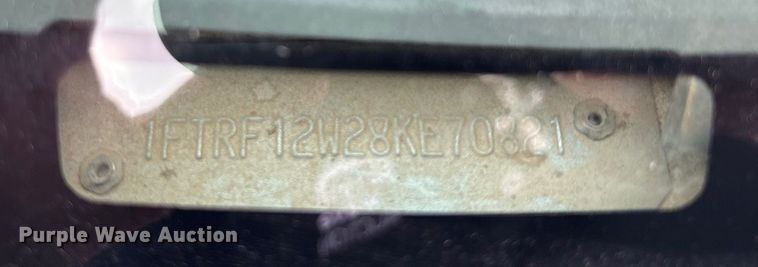 1FTRF12W28KE70821
Purple Wave Auction